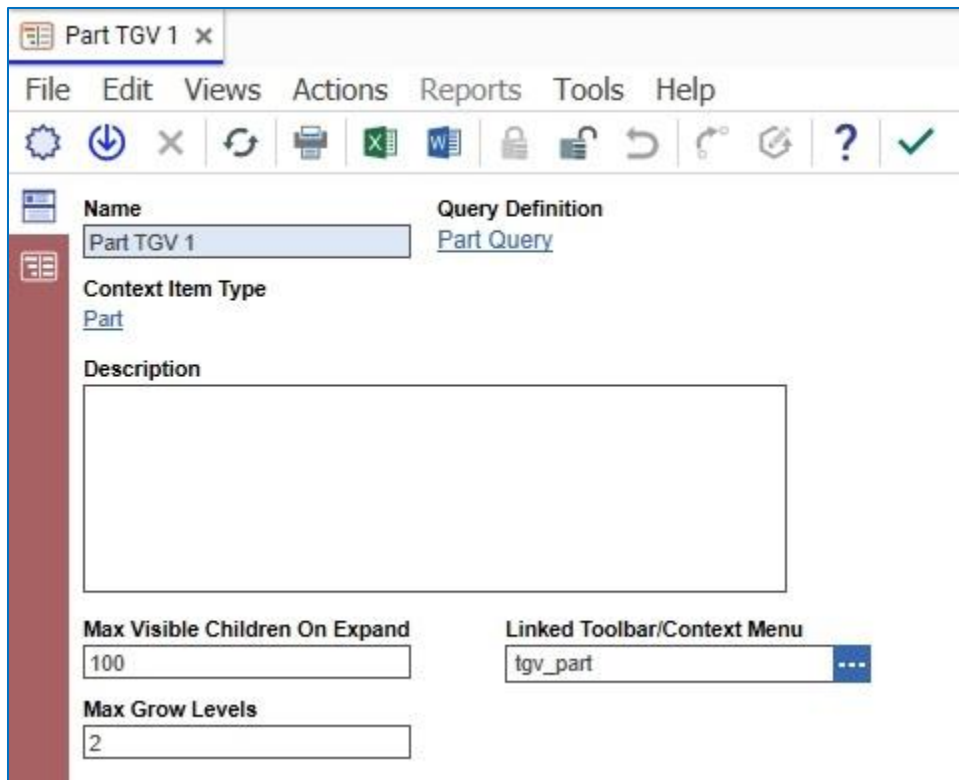 Part TGV 1
File Edit Views Actions Reports Tools Help
Name Query Definition
Part TGV 1 Part Query
Context Item Type
Part
Description
Max Visible Children On Expand Linked Toolbar/Context Menu
100 tgv_part
Max Grow Levels
2